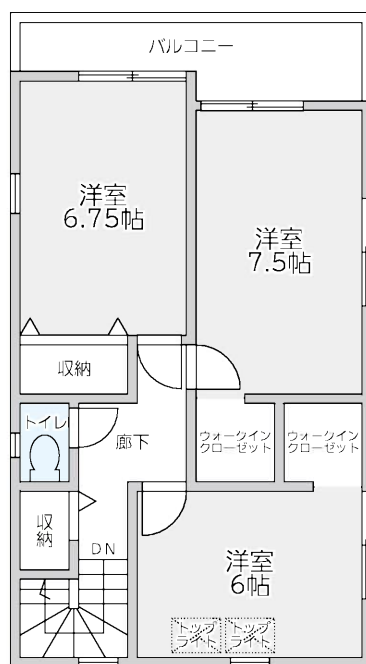 バルコニー
洋室
6.75帖
洋室
7.5帖
収納
トイレ
廊下
ウォークイン
クローゼット
ウォークイン
クローゼット
収納
DN
洋室
6帖
トップ
ライト
トップ
ライト